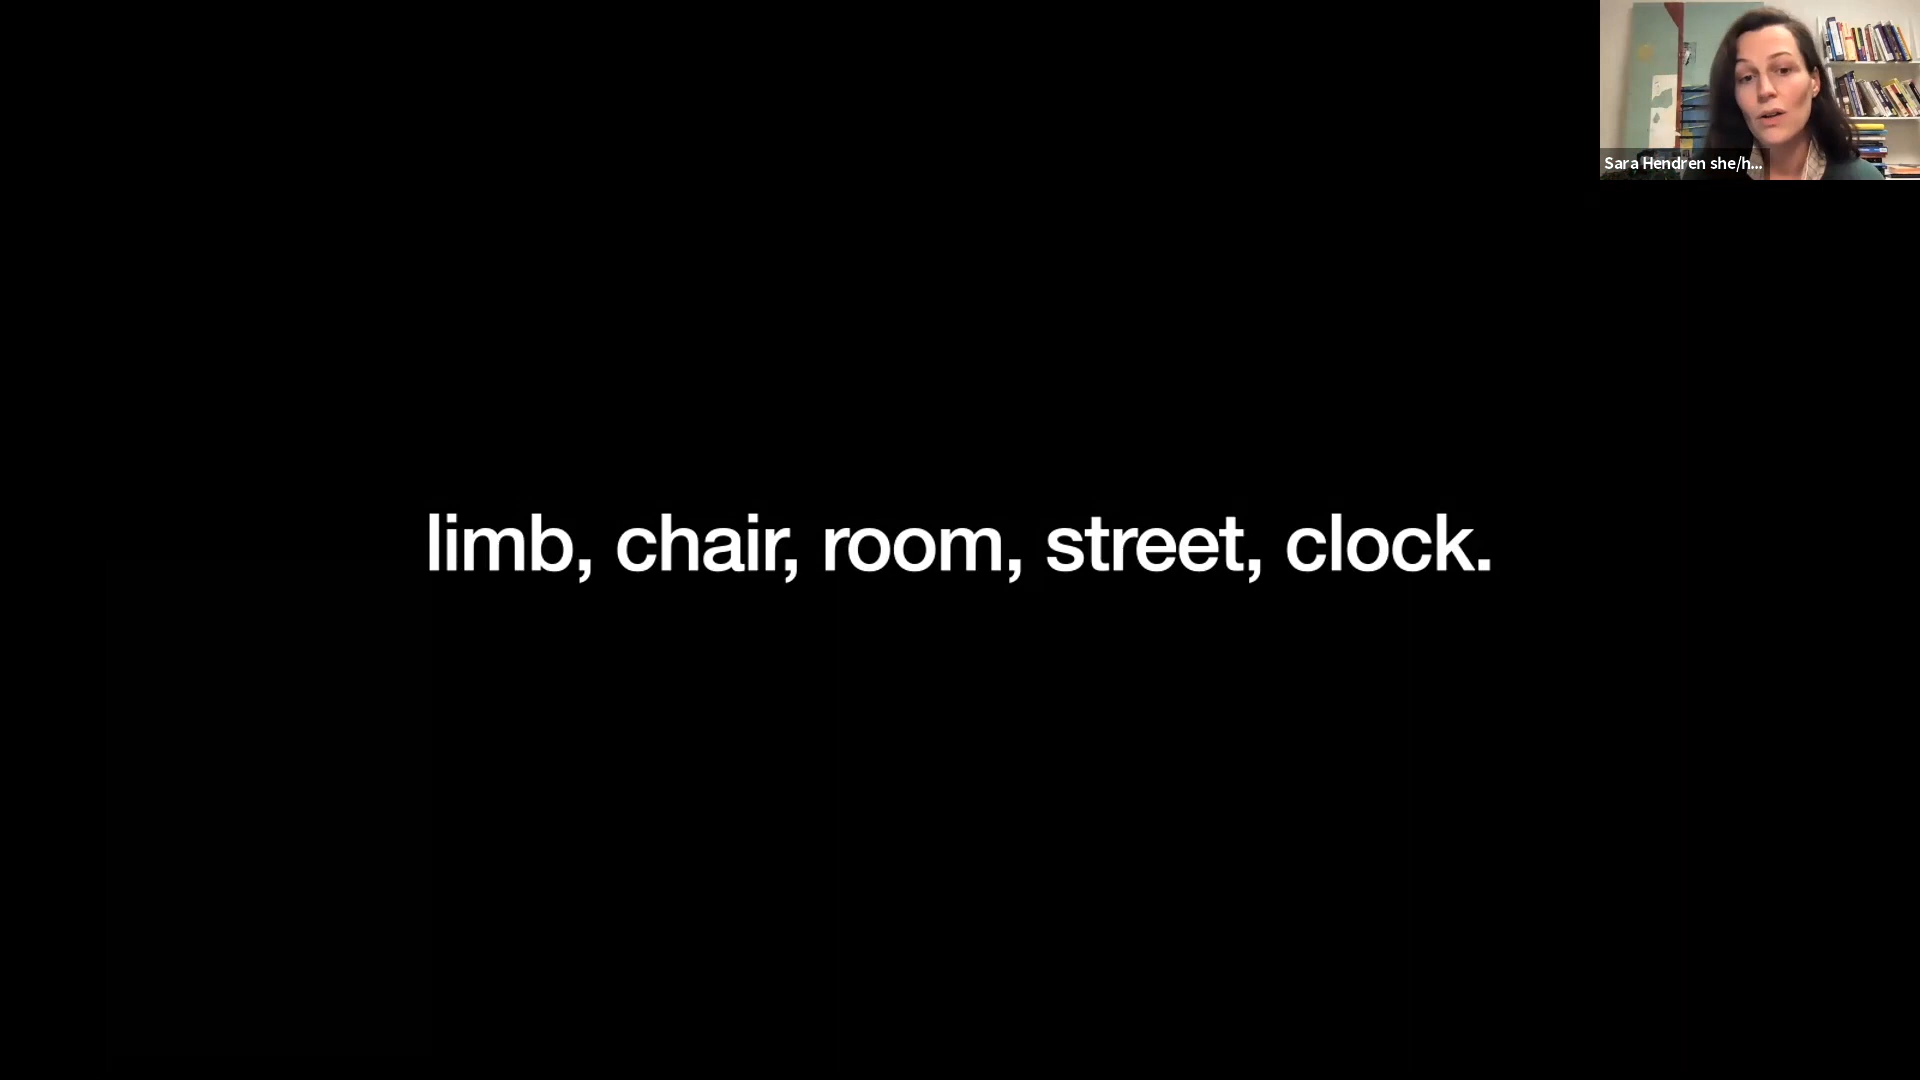 Sara Hendren she/h...
limb, chair, room, street, clock.